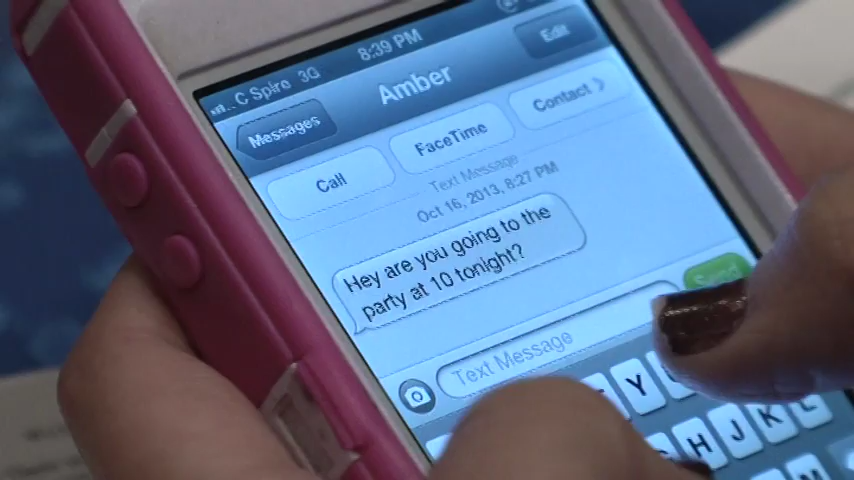 C Spire 3G 8:39 PM
Messages Amber Edit
Call FaceTime Contact
Text Message
Oct 16, 2013, 8:27 PM
Hey are you going to the
party at 10 tonight?
Text Message Send
Y
H J K L
M